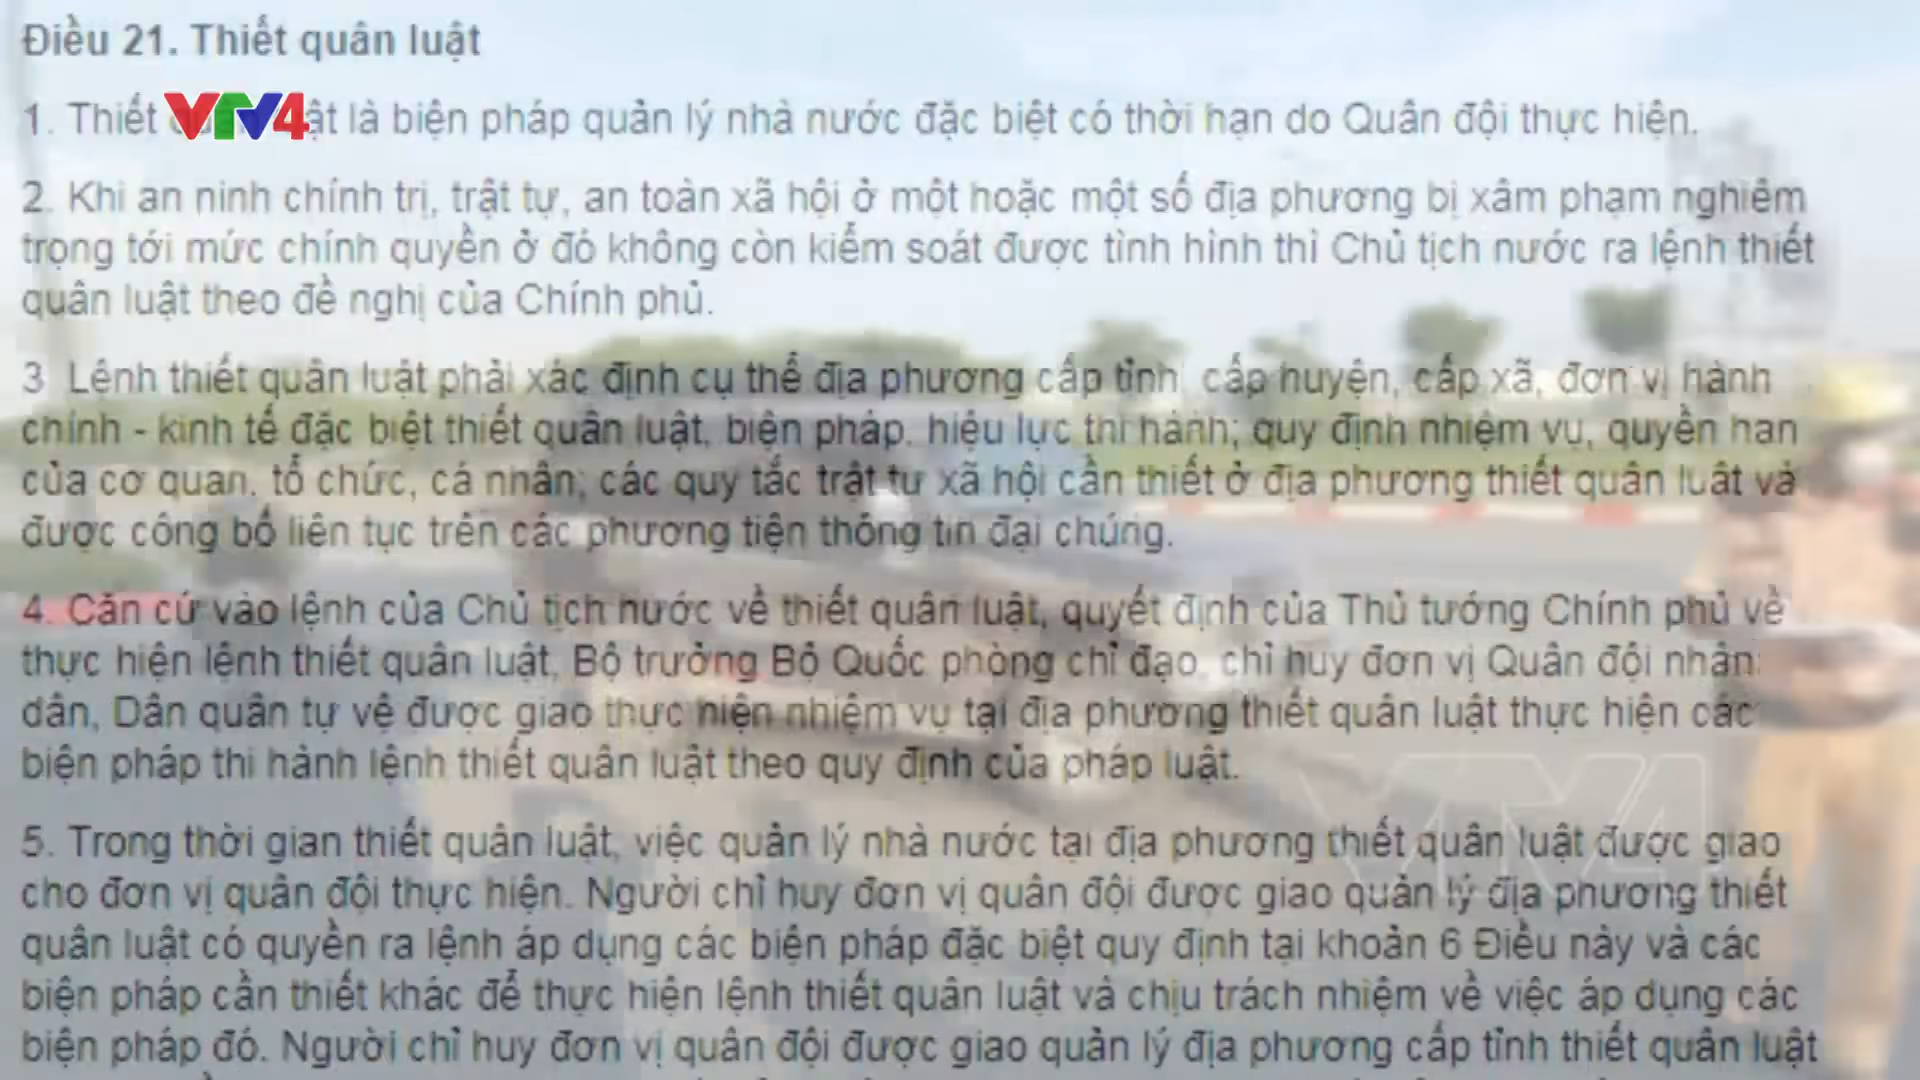 Điều 21. Thiết quân luật
VTV4
1. Thiết ật là biện pháp quản lý nhà nước đặc biệt có thời hạn do Quân đội thực hiện.
2. Khi an ninh chính trị, trật tự, an toàn xã hội ở một hoặc một số địa phương bị xâm phạm nghiêm
trọng tới mức chính quyền ở đó không còn kiểm soát được tình hình thì Chủ tịch nước ra lệnh thiết
quân luật theo đề nghị của Chính phủ.
3. Lệnh thiết quân luật phải xác định cụ thể địa phương cấp tỉnh, cấp huyện, cấp xã, đơn vị hành
chính - kinh tế đặc biệt thiết quân luật, biện pháp, hiệu lực thi hành; quy định nhiệm vụ, quyền hạn
của cơ quan, tổ chức, cá nhân; các quy tắc trật tự xã hội cần thiết ở địa phương thiết quân luật và
được công bố liên tục trên các phương tiện thông tin đại chúng.
4. Căn cứ vào lệnh của Chủ tịch nước về thiết quân luật, quyết định của Thủ tướng Chính phủ về
thực hiện lệnh thiết quân luật, Bộ trưởng Bộ Quốc phòng chỉ đạo, chỉ huy đơn vị Quân đội nhân
dân, Dân quân tự vệ được giao thực hiện nhiệm vụ tại địa phương thiết quân luật thực hiện các
biện pháp thi hành lệnh thiết quân luật theo quy định của pháp luật.
VTV4
5. Trong thời gian thiết quân luật, việc quản lý nhà nước tại địa phương thiết quân luật được giao
cho đơn vị quân đội thực hiện. Người chỉ huy đơn vị quân đội được giao quản lý địa phương thiết
quân luật có quyền ra lệnh áp dụng các biện pháp đặc biệt quy định tại khoản 6 Điều này và các
biện pháp cần thiết khác để thực hiện lệnh thiết quân luật và chịu trách nhiệm về việc áp dụng các
biện pháp đó. Người chỉ huy đơn vị quân đội được giao quản lý địa phương cấp tỉnh thiết quân luật